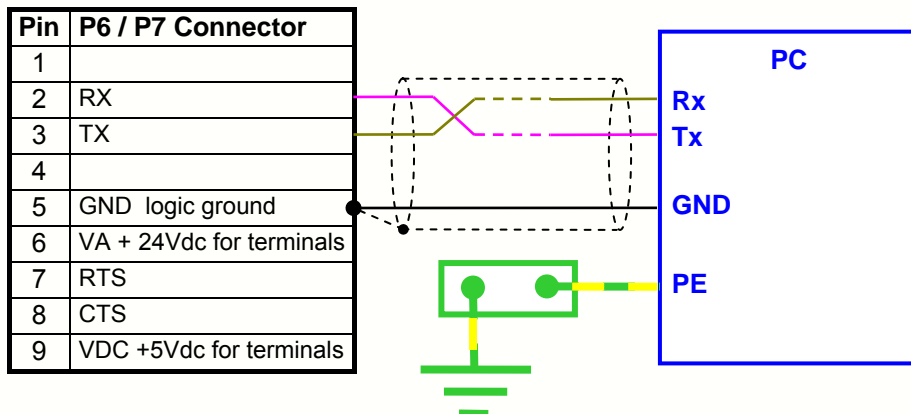 Pin P6 / P7 Connector
1
2 RX
3 TX
4
5 GND logic ground
6 VA + 24Vdc for terminals
7 RTS
8 CTS
9 VDC +5Vdc for terminals
PC
Rx
Tx
GND
PE